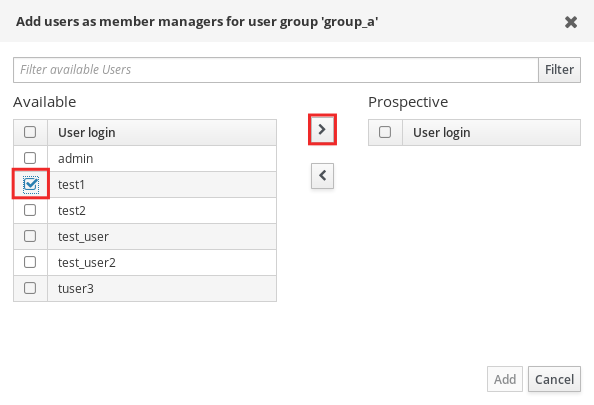 Add users as member managers for user group 'group_a'
Filter available Users
Filter
Available
Prospective
User login
User login
admin
test1
test2
test_user
test_user2
tuser3
Add
Cancel